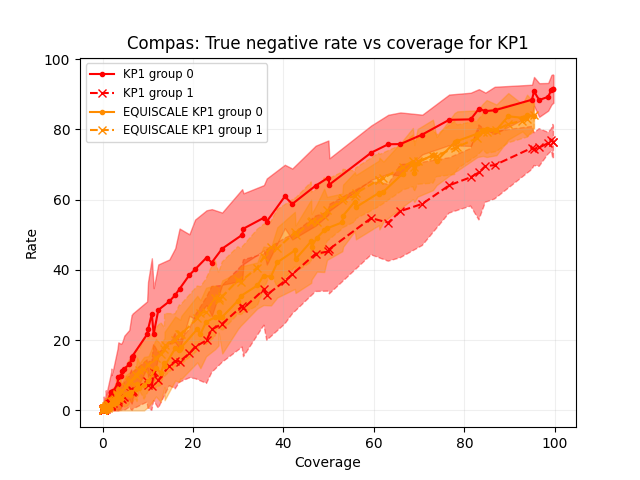 Compas: True negative rate vs coverage for KP1
KP1 group 0
KP1 group 1
EQUISCALE KP1 group 0
EQUISCALE KP1 group 1
100
80
60
40
20
0
Rate
0 20 40 60 80 100
Coverage